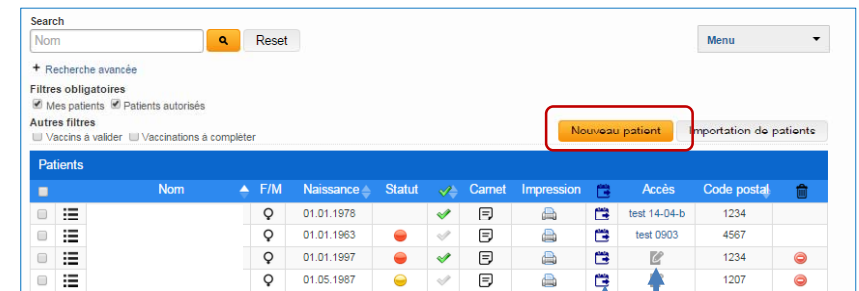 Search
Nom
Reset
Menu
+ Recherche avancée
Filtres obligatoires
Mes patients Patients autorisés
Autres filtres
Vaccins à valider Vaccinations à compléter
Nouveau patient Importation de patients
Patients
Nom F/M Naissance Statut Carnet Impression Accès Code postal
01.01.1978 test 14-04-b 1234
01.01.1963 test 0903 4567
01.01.1997 1234
01.05.1987 1207